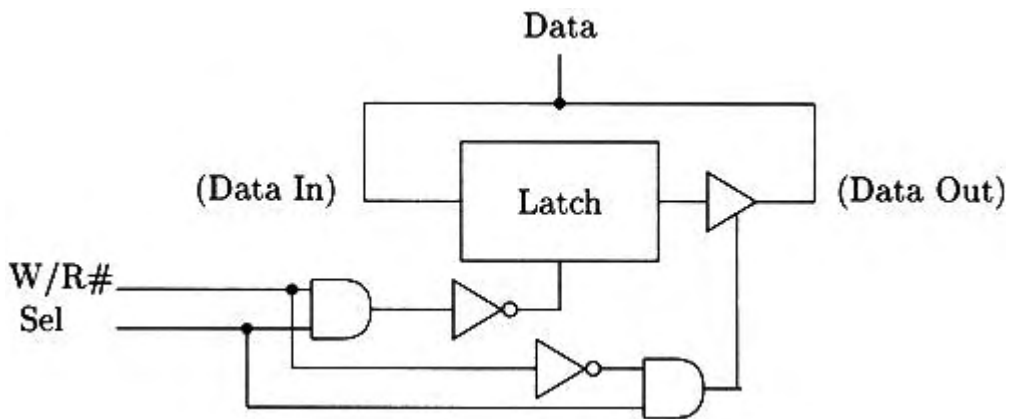 Data
(Data In)
Latch
(Data Out)
W/R#
Sel